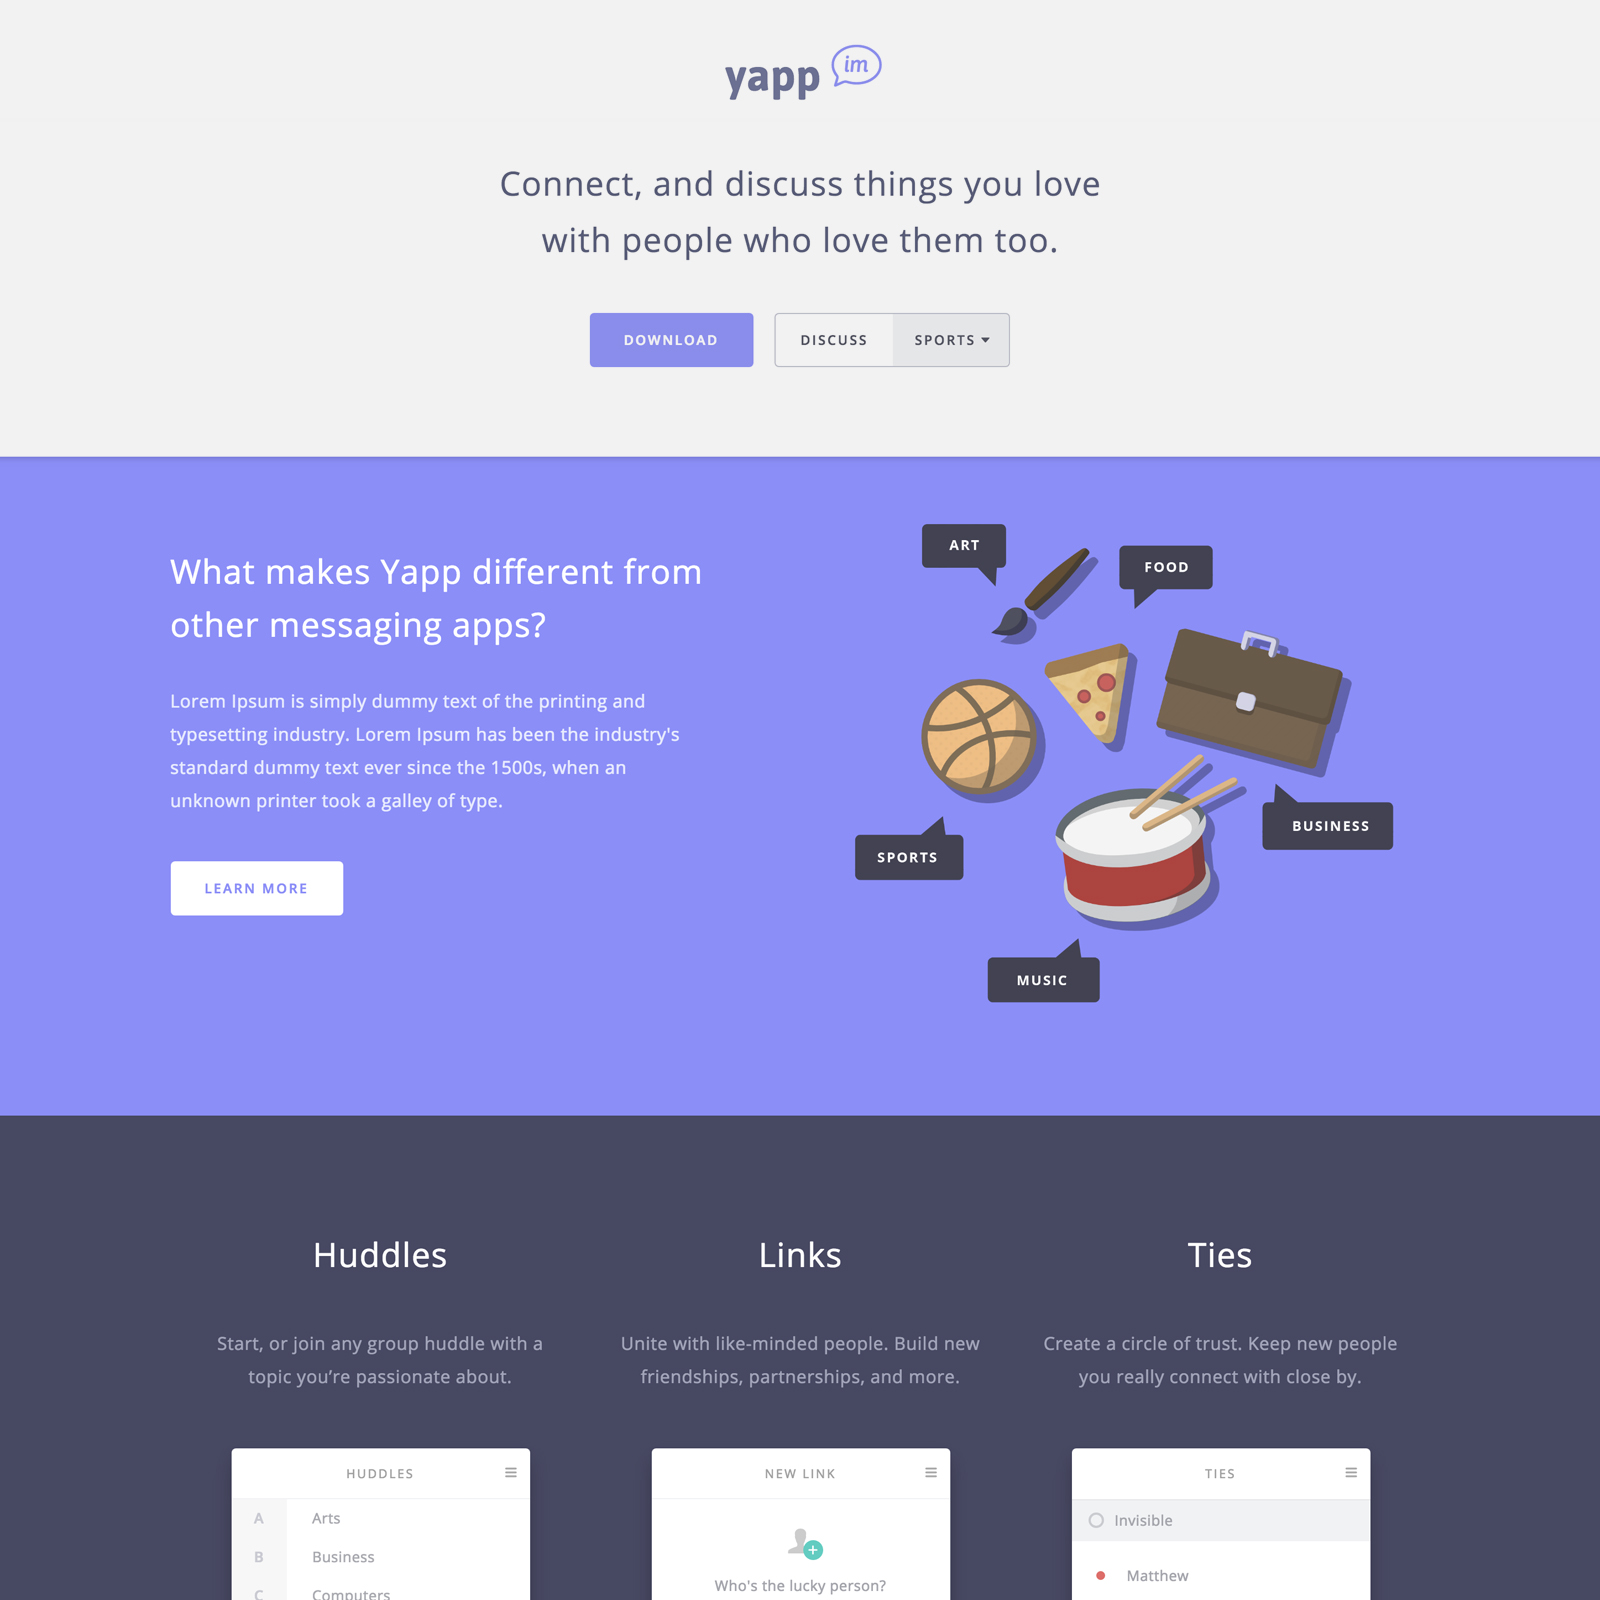 yapp im
Connect, and discuss things you love
with people who love them too.
DOWNLOAD
DISCUSS
SPORTS
What makes Yapp different from
other messaging apps?
Lorem Ipsum is simply dummy text of the printing and
typesetting industry. Lorem Ipsum has been the industry's
standard dummy text ever since the 1500s, when an
unknown printer took a galley of type.
LEARN MORE
ART
FOOD
SPORTS
BUSINESS
MUSIC
Huddles
Start, or join any group huddle with a
topic you’re passionate about.
HUDDLES
A Arts
B Business
C Computers
Links
Unite with like-minded people. Build new
friendships, partnerships, and more.
NEW LINK
Who's the lucky person?
Ties
Create a circle of trust. Keep new people
you really connect with close by.
TIES
Invisible
Matthew